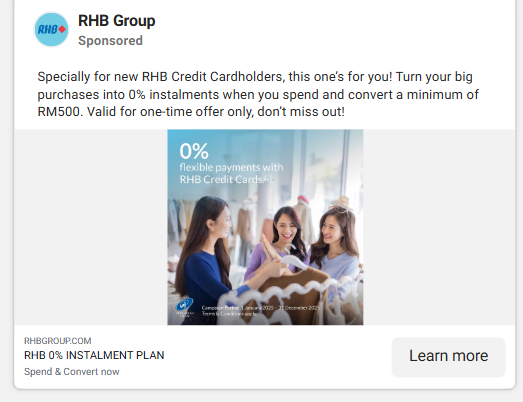 RHB
RHB Group
Sponsored
Specially for new RHB Credit Cardholders, this one's for you! Turn your big
purchases into 0% instalments when you spend and convert a minimum of
RM500. Valid for one-time offer only, don't miss out!
0%
flexible payments with
RHB Credit Cards/-i.
Campaign Period: 1 January 2025 – 31 December 2025
Terms & Conditions apply.
RHBGROUP.COM
RHB 0% INSTALMENT PLAN
Spend & Convert now
Learn more